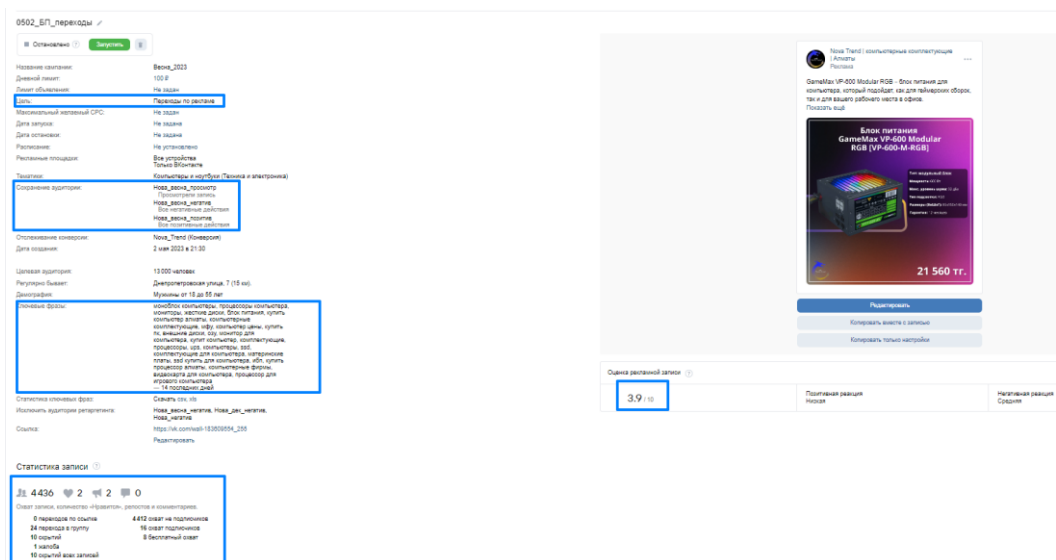 0502_БП_переходы
Остановлено
Запустить
Название кампании: Весна_2023
Дневной лимит: 100 ₽
Лимит объявления: Не задан
Цель: Переходы по рекламе
Максимальный желаемый CPC: Не задан
Дата запуска: Не задана
Дата остановки: Не задана
Расписание: Не установлено
Рекламные площадки: Все устройства
Только ВКонтакте
Тематики: Компьютеры и ноутбуки (Техника и электроника)
Сохранение аудитории: Нова_весна_просмотр
Просмотрели запись
Нова_весна_негатив
Все негативные действия
Нова_весна_позитив
Все позитивные действия
Отслеживание конверсии: Nova_Trend (Конверсия)
Дата создания: 2 мая 2023 в 21:30
Целевая аудитория: 13 000 человек
Регулярно бывает: Днепропетровская улица, 7 (15 км).
Демография: Мужчины от 18 до 55 лет
Ключевые фразы: моноблок компьютеры, процессоры компьютера,
мониторы, жесткие диски, блок питания, купить
компьютер алматы, компьютерные
комплектующие, мфу, компьютер цены, купить
пк, внешние диски, озу, монитор для
компьютера, купит компьютер, комплектующие,
процессоры, ups, компьютеры, ssd,
комплектующие для компьютера, материнские
платы, ssd купить для компьютера, ибп, купить
процессор алматы, компьютерные фирмы,
видеокарта для компьютера, процессор для
игрового компьютера
— 14 последних дней
Статистика ключевых фраз: Скачать csv, xls
Исключить аудитории ретаргетинга: Нова_весна_негатив, Нова_дек_негатив,
Нова_негатив
Ссылка:
Редактировать
Статистика записи
4436 2 2 0
Охват записи, количество «Нравится», репостов и комментариев.
0 переходов по ссылке 4 412 охват не подписчиков
24 перехода в группу 16 охват подписчиков
10 скрытий 8 бесплатный охват
1 жалоба
10 скрытий всех записей
Nova Trend | компьютерные комплектующие
| Алматы
Реклама
GameMax VP-600 Modular RGB - блок питания для
компьютера, который подойдет, как для геймерских сборок,
так и для вашего рабочего места в офисе.
Показать ещё
Блок питания
GameMax VP-600 Modular
RGB [VP-600-M-RGB]
21 560 тг.
Редактировать
Копировать вместе с записью
Копировать только настройки
Оценка рекламной записи
3.9 / 10
Позитивная реакция
Низкая
Негативная реакция
Средняя